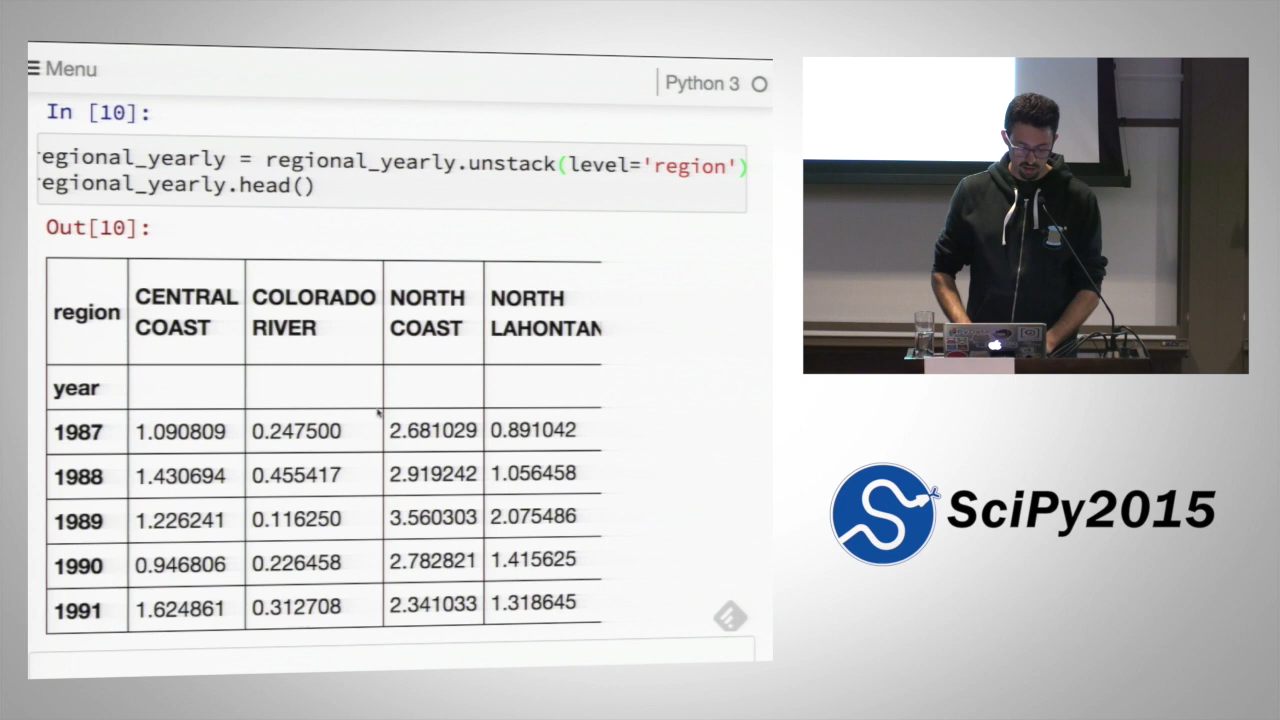 Menu
Python 3
In [10]:
egional_yearly = regional_yearly.unstack(level='region')
egional_yearly.head()
Out[10]:
region CENTRAL COAST COLORADO RIVER NORTH COAST NORTH LAHONTAN
year
1987 1.090809 0.247500 2.681029 0.891042
1988 1.430694 0.455417 2.919242 1.056458
1989 1.226241 0.116250 3.560303 2.075486
1990 0.946806 0.226458 2.782821 1.415625
1991 1.624861 0.312708 2.341033 1.318645
SciPy2015